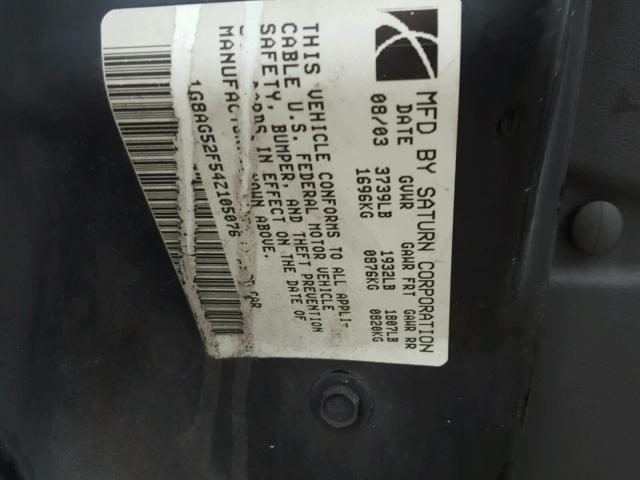 MFD BY SATURN CORPORATION
DATE GVWR GAWR FRT GAWR RR
08/03 3739LB 1932LB 1807LB
1696KG 0876KG 0820KG
THIS VEHICLE CONFORMS TO ALL APPLI-
CABLE U.S. FEDERAL MOTOR VEHICLE
SAFETY, BUMPER, AND THEFT PREVENTION
IN EFFECT ON THE DATE OF
ABOVE.
1G8AG52F54Z105076